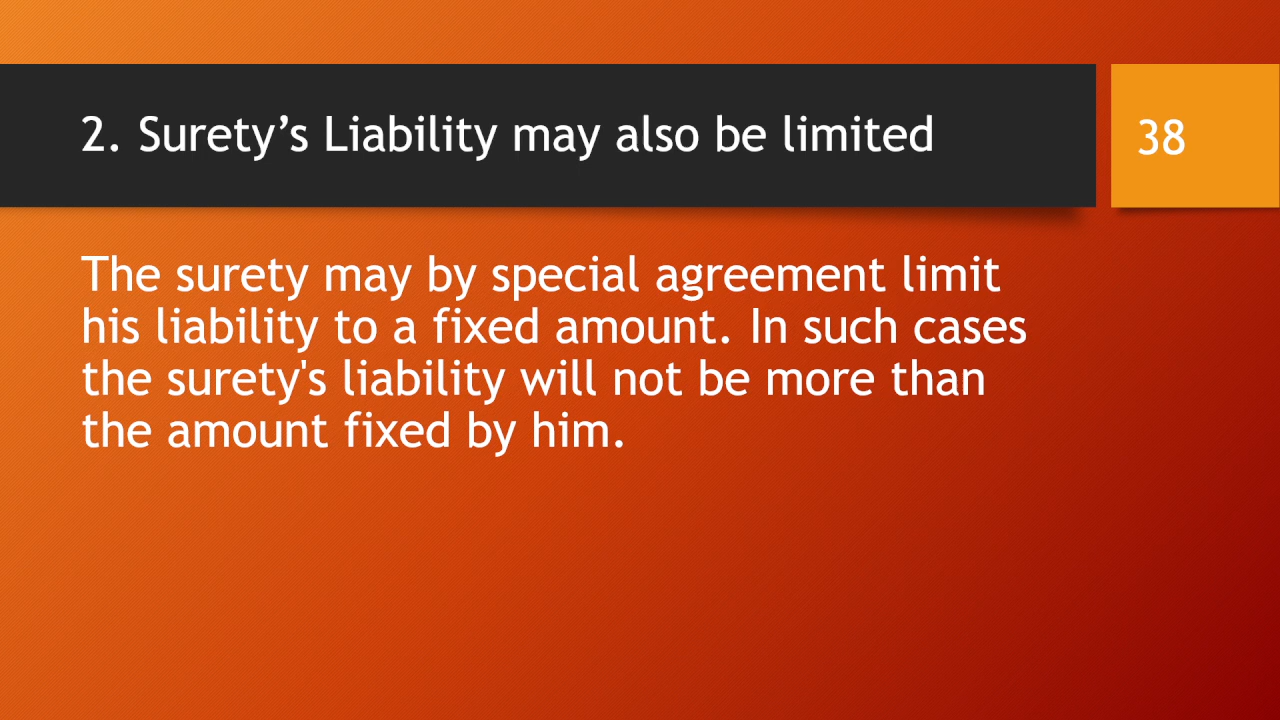 2. Surety’s Liability may also be limited
38
The surety may by special agreement limit
his liability to a fixed amount. In such cases
the surety's liability will not be more than
the amount fixed by him.